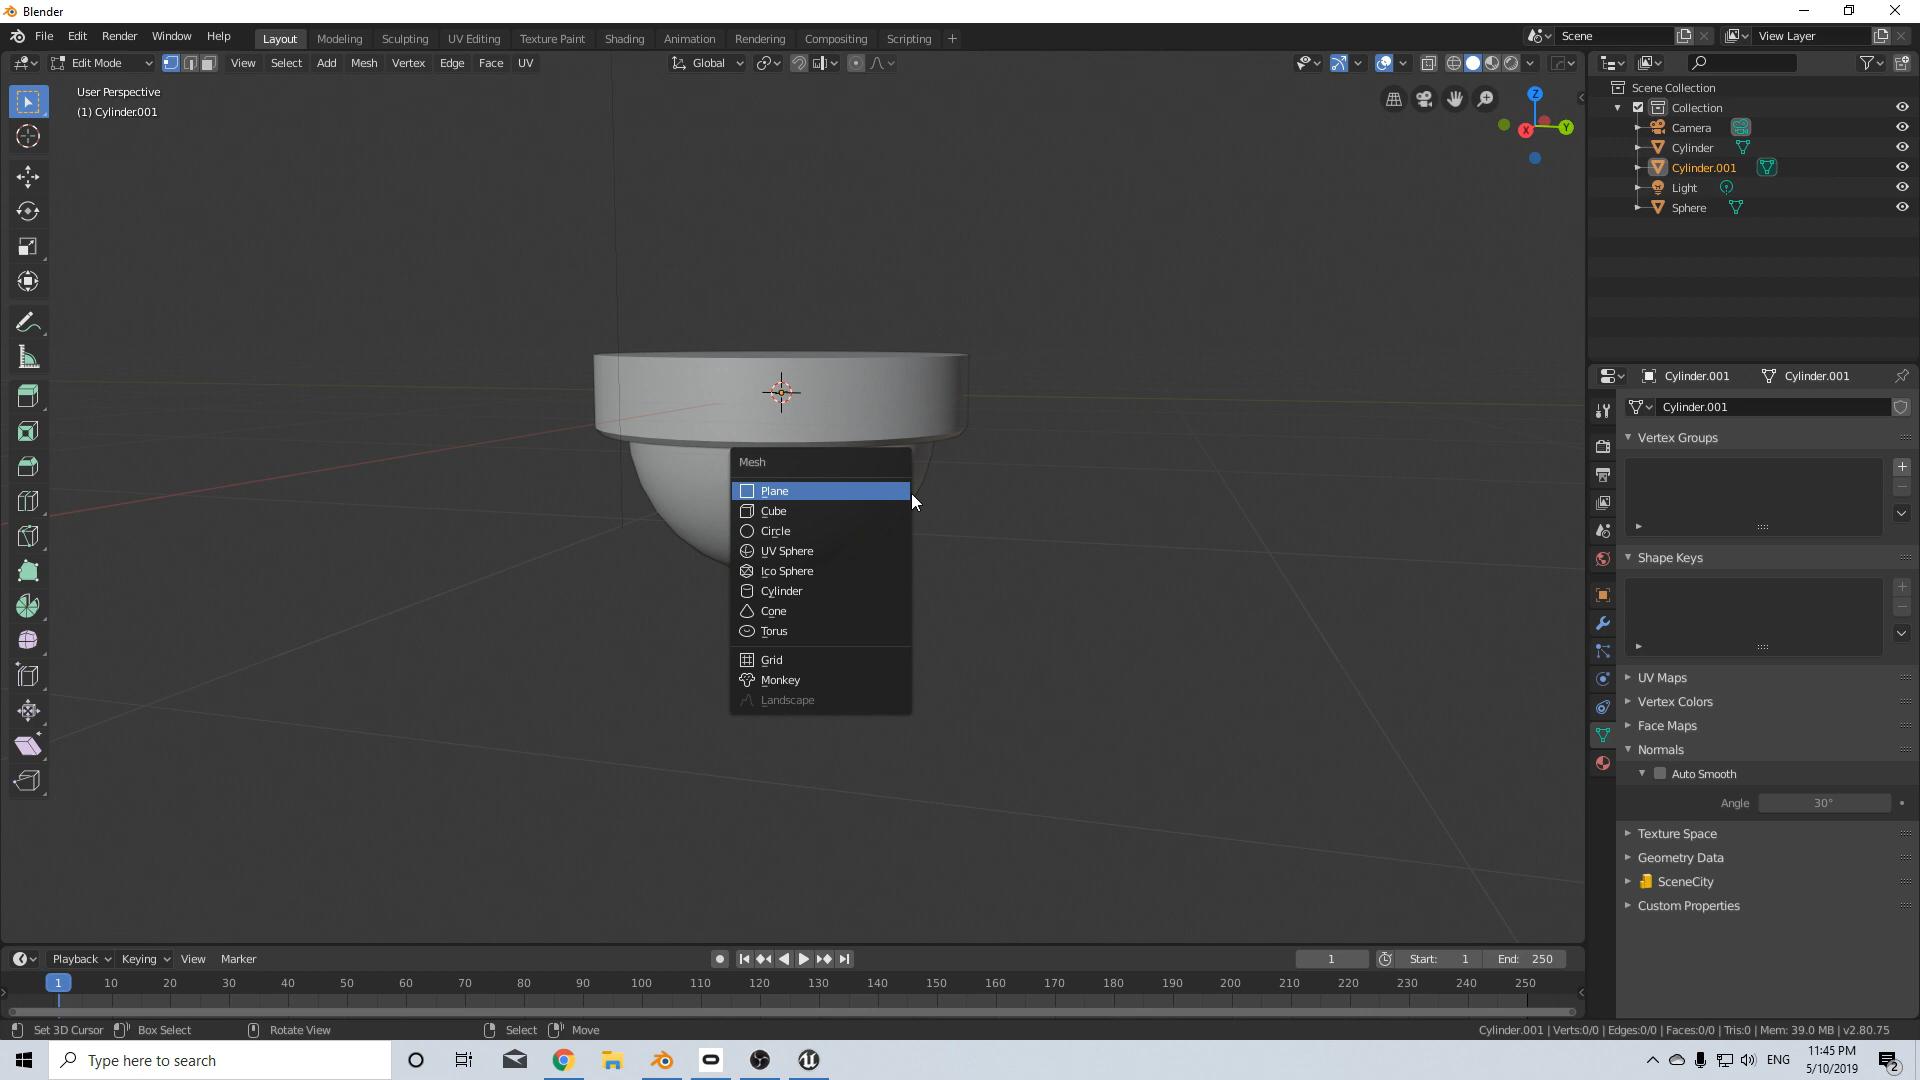 Blender
File Edit Render Window Help Layout Modeling Sculpting UV Editing Texture Paint Shading Animation Rendering Compositing Scripting + Scene View Layer
Edit Mode View Select Add Mesh Vertex Edge Face UV Global
User Perspective
(1) Cylinder.001
Z
X
Y
Scene Collection
Collection
Camera
Cylinder
Cylinder.001
Light
Sphere
Mesh
Plane
Cube
Circle
UV Sphere
Ico Sphere
Cylinder
Cone
Torus
Grid
Monkey
Landscape
Cylinder.001 Cylinder.001
Cylinder.001
Vertex Groups
Shape Keys
UV Maps
Vertex Colors
Face Maps
Normals
Auto Smooth
Angle 30°
Texture Space
Geometry Data
SceneCity
Custom Properties
Playback Keying View Marker 1 Start: 1 End: 250
1 10 20 30 40 50 60 70 80 90 100 110 120 130 140 150 160 170 180 190 200 210 220 230 240 250
Set 3D Cursor Box Select Rotate View Select Move Cylinder.001 | Verts:0/0 | Edges:0/0 | Faces:0/0 | Tris:0 | Mem: 39.0 MB | v2.80.75
Type here to search ENG 11:45 PM
5/10/2019 2